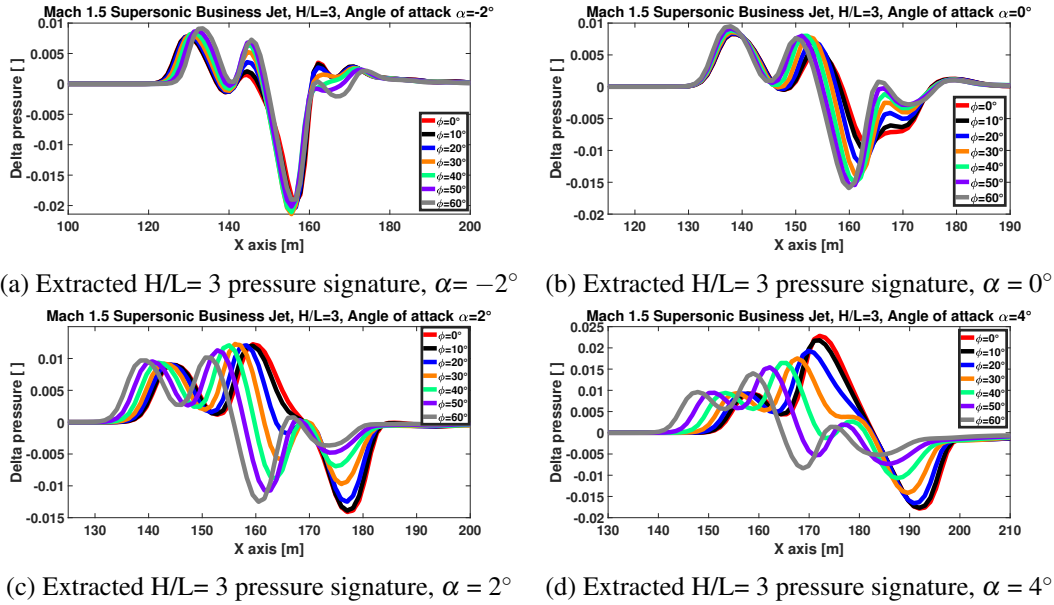 Mach 1.5 Supersonic Business Jet, H/L=3, Angle of attack α=-2°
Delta pressure [ ]
0.01
0.005
0
-0.005
-0.01
-0.015
-0.02
ϕ=0°
ϕ=10°
ϕ=20°
ϕ=30°
ϕ=40°
ϕ=50°
ϕ=60°
100 110 120 130 140 150 160 170 180 190 200
X axis [m]
(a) Extracted H/L= 3 pressure signature, α= −2°
Mach 1.5 Supersonic Business Jet, H/L=3, Angle of attack α=0°
Delta pressure [ ]
0.01
0.005
0
-0.005
-0.01
-0.015
-0.02
ϕ=0°
ϕ=10°
ϕ=20°
ϕ=30°
ϕ=40°
ϕ=50°
ϕ=60°
120 130 140 150 160 170 180 190
X axis [m]
(b) Extracted H/L= 3 pressure signature, α = 0°
Mach 1.5 Supersonic Business Jet, H/L=3, Angle of attack α=2°
Delta pressure [ ]
0.01
0.005
0
-0.005
-0.01
-0.015
ϕ=0°
ϕ=10°
ϕ=20°
ϕ=30°
ϕ=40°
ϕ=50°
ϕ=60°
130 140 150 160 170 180 190 200
X axis [m]
(c) Extracted H/L= 3 pressure signature, α = 2°
Mach 1.5 Supersonic Business Jet, H/L=3, Angle of attack α=4°
Delta pressure [ ]
0.025
0.02
0.015
0.01
0.005
0
-0.005
-0.01
-0.015
-0.02
ϕ=0°
ϕ=10°
ϕ=20°
ϕ=30°
ϕ=40°
ϕ=50°
ϕ=60°
130 140 150 160 170 180 190 200 210
X axis [m]
(d) Extracted H/L= 3 pressure signature, α = 4°